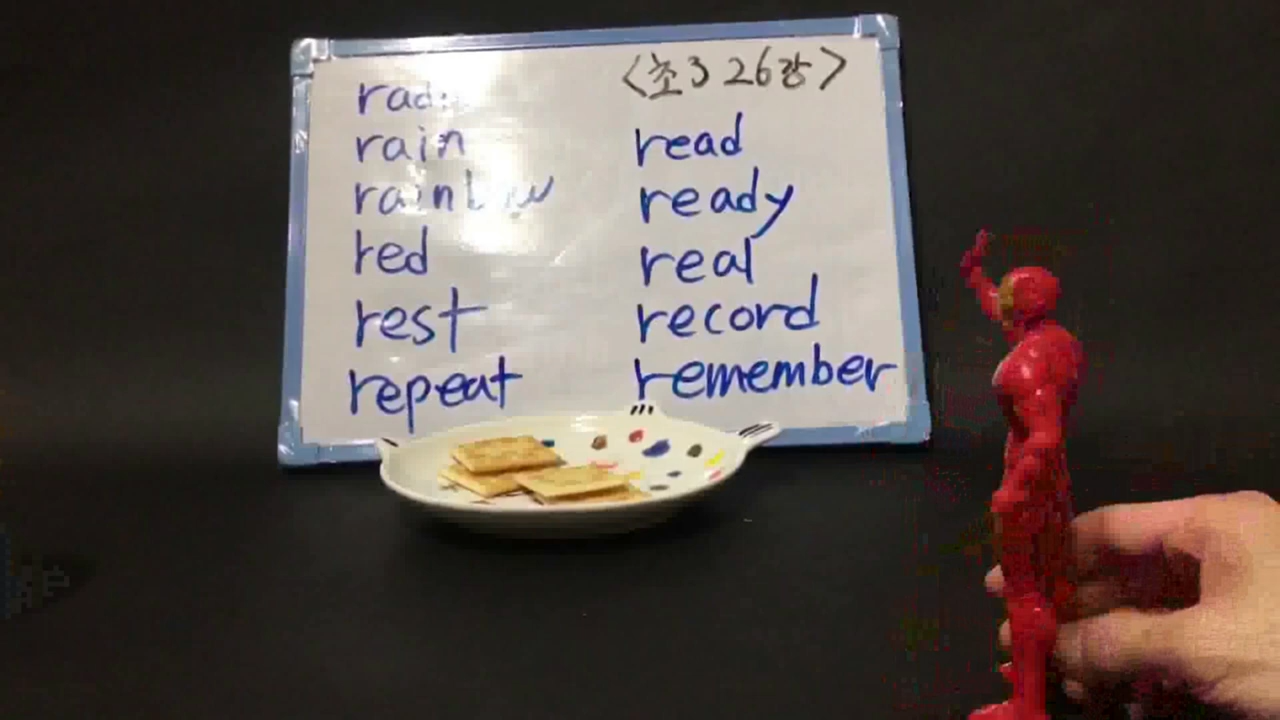 <초3 26강>
rain
red
rest
repeat
read
ready
real
record
remember